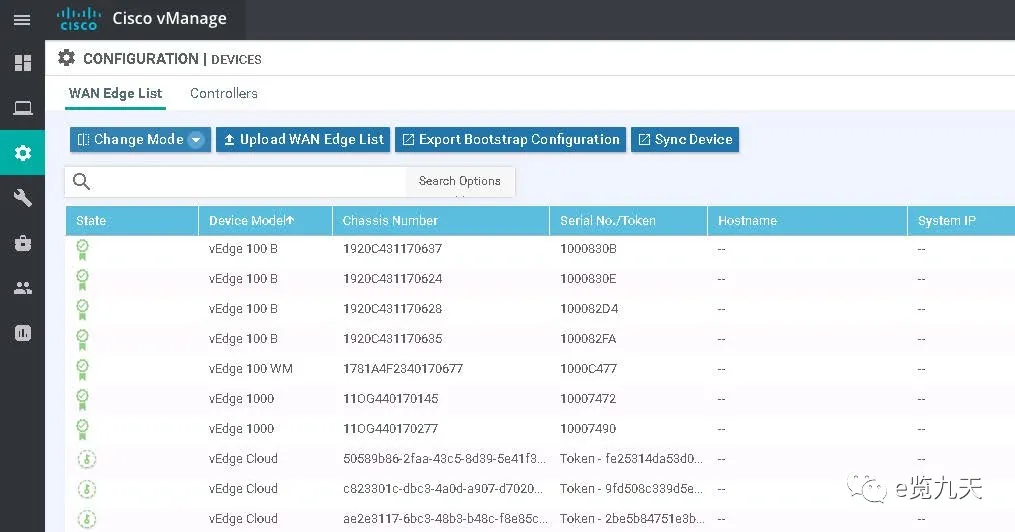 CISCO Cisco vManage
CONFIGURATION | DEVICES
WAN Edge List Controllers
Change Mode Upload WAN Edge List Export Bootstrap Configuration Sync Device
Search Options
State Device Model Chassis Number Serial No./Token Hostname System IP
vEdge 100 B 1920C431170637 1000830B -- --
vEdge 100 B 1920C431170624 1000830E -- --
vEdge 100 B 1920C431170628 100082D4 -- --
vEdge 100 B 1920C431170635 100082FA -- --
vEdge 100 WM 1781A4F2340170677 1000C477 -- --
vEdge 1000 11OG440170145 10007472 -- --
vEdge 1000 11OG440170277 10007490 -- --
vEdge Cloud 50589b86-2faa-43c5-8d39-5e41f3... Token - fe25314da53d0... -- --
vEdge Cloud c823301c-dbc3-4a0d-a907-d7020... Token - 9fd508c339d5e... -- --
vEdge Cloud ae2e3117-6bc3-48b3-b48c-f8e85c... Token - 2be5b84751e3b... -- --
e览九天